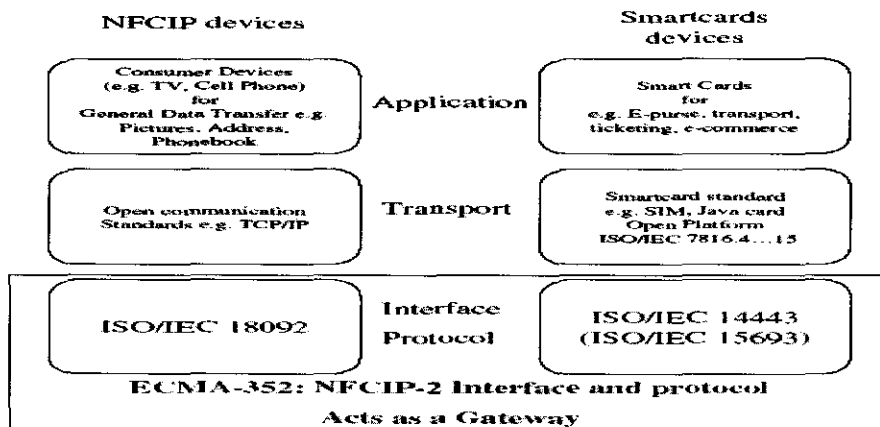 NFCIP devices
Smartcards
devices
Consumer Devices
(e.g. TV, Cell Phone)
for
General Data Transfer e.g.
Pictures, Address,
Phonebook
Application
Smart Cards
for
e.g. E-purse, transport,
ticketing, e-commerce
Open communication
Standards e.g. TCP/IP
Transport
Smartcard standard
e.g. SIM, Java card
Open Platform
ISO/IEC 7816.4...15
ISO/IEC 18092
Interface
Protocol
ISO/IEC 14443
(ISO/IEC 15693)
ECMA-352: NFCIP-2 Interface and protocol
Acts as a Gateway